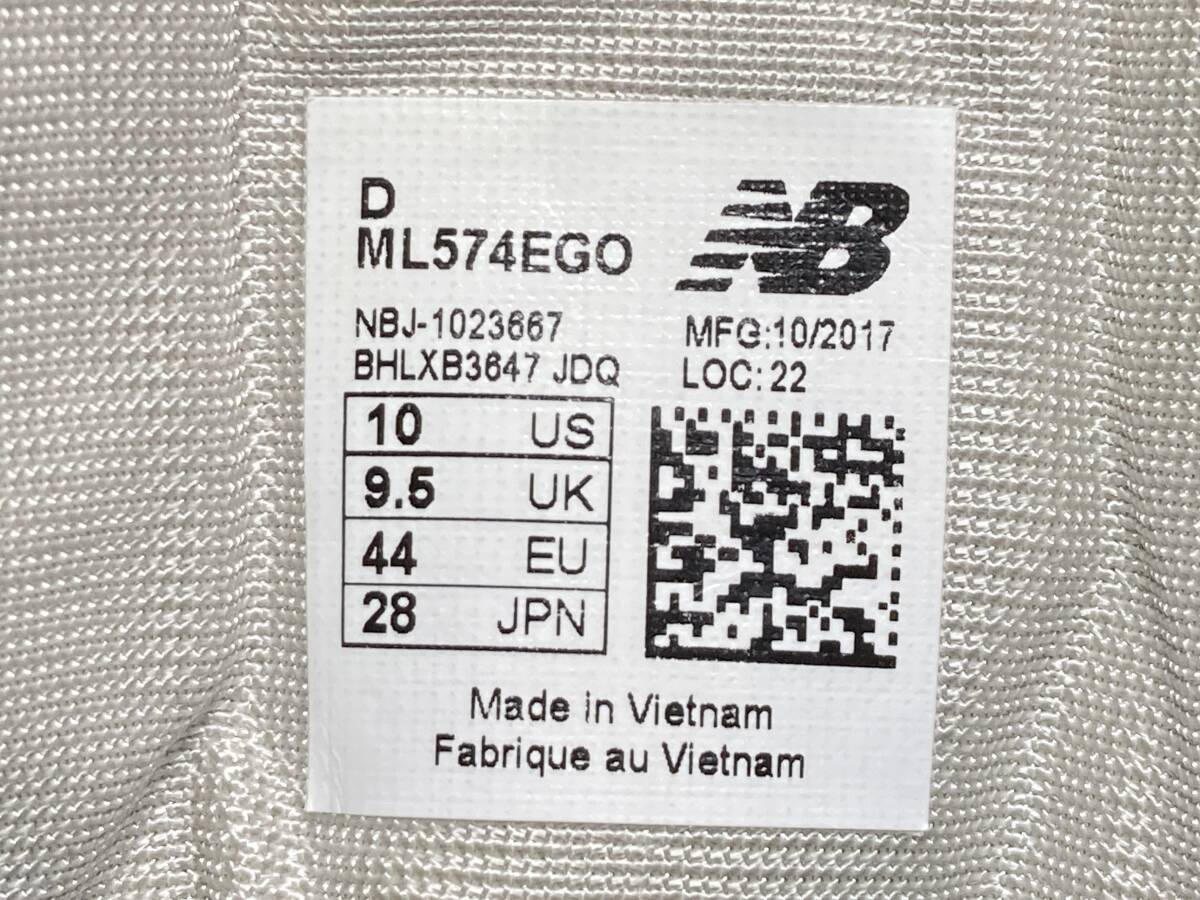 D
ML574EGO
NB
NBJ-1023667
MFG:10/2017
BHLXB3647 JDQ
LOC: 22
10 US
9.5 UK
44 EU
28 JPN
Made in Vietnam
Fabrique au Vietnam